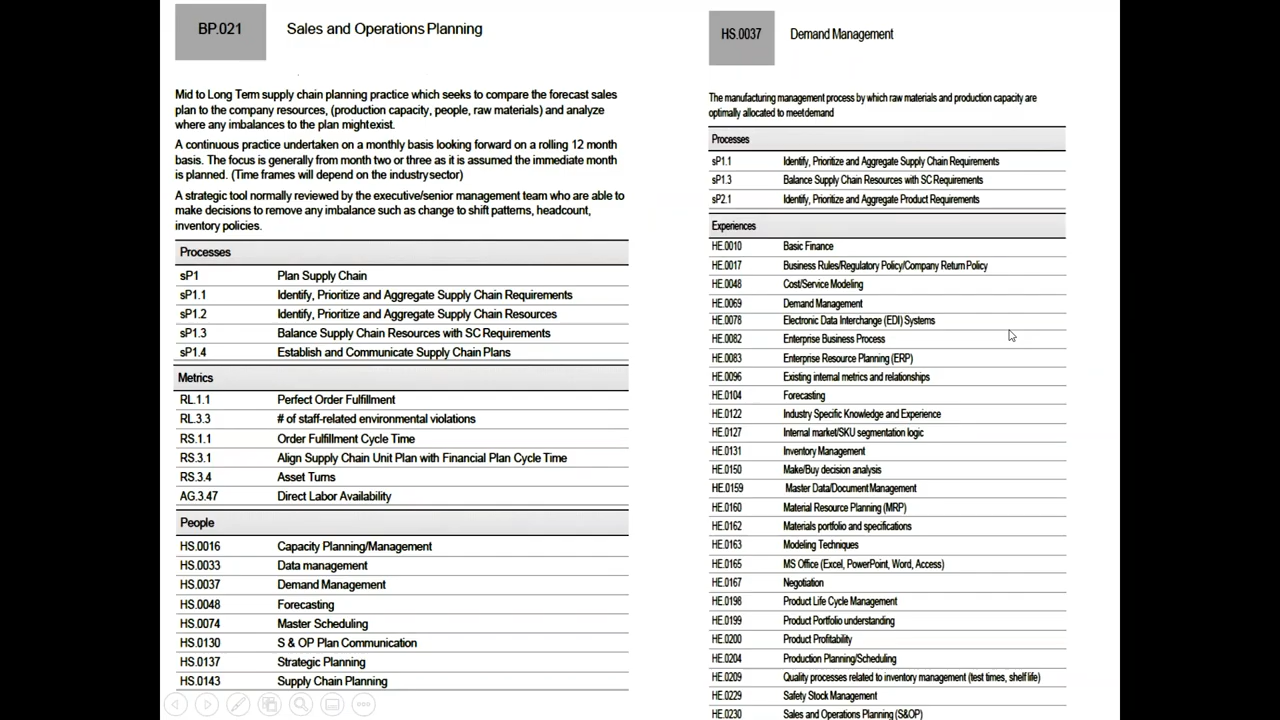 BP.021 Sales and Operations Planning
Mid to Long Term supply chain planning practice which seeks to compare the forecast sales
plan to the company resources, (production capacity, people, raw materials) and analyze
where any imbalances to the plan mightexist.
A continuous practice undertaken on a monthly basis looking forward on a rolling 12 month
basis. The focus is generally from month two or three as it is assumed the immediate month
is planned. (Time frames will depend on the industrysector)
A strategic tool normally reviewed by the executive/senior management team who are able to
make decisions to remove any imbalance such as change to shift patterns, headcount,
inventory policies.
Processes
sP1 Plan Supply Chain
sP1.1 Identify, Prioritize and Aggregate Supply Chain Requirements
sP1.2 Identify, Prioritize and Aggregate Supply Chain Resources
sP1.3 Balance Supply Chain Resources with SC Requirements
sP1.4 Establish and Communicate Supply Chain Plans
Metrics
RL.1.1 Perfect Order Fulfillment
RL.3.3 # of staff-related environmental violations
RS.1.1 Order Fulfillment Cycle Time
RS.3.1 Align Supply Chain Unit Plan with Financial Plan Cycle Time
RS.3.4 Asset Turns
AG.3.47 Direct Labor Availability
People
HS.0016 Capacity Planning/Management
HS.0033 Data management
HS.0037 Demand Management
HS.0048 Forecasting
HS.0074 Master Scheduling
HS.0130 S & OP Plan Communication
HS.0137 Strategic Planning
HS.0143 Supply Chain Planning
HS.0037 Demand Management
The manufacturing management process by which raw materials and production capacity are
optimally allocated to meetdemand
Processes
sP1.1 Identify, Prioritize and Aggregate Supply Chain Requirements
sP1.3 Balance Supply Chain Resources with SC Requirements
sP2.1 Identify, Prioritize and Aggregate Product Requirements
Experiences
HE.0010 Basic Finance
HE.0017 Business Rules/Regulatory Policy/Company Return Policy
HE.0048 Cost/Service Modeling
HE.0069 Demand Management
HE.0078 Electronic Data Interchange (EDI) Systems
HE.0082 Enterprise Business Process
HE.0083 Enterprise Resource Planning (ERP)
HE.0096 Existing internal metrics and relationships
HE.0104 Forecasting
HE.0122 Industry Specific Knowledge and Experience
HE.0127 Internal market/SKU segmentation logic
HE.0131 Inventory Management
HE.0150 Make/Buy decision analysis
HE.0159 Master Data/Document Management
HE.0160 Material Resource Planning (MRP)
HE.0162 Materials portfolio and specifications
HE.0163 Modeling Techniques
HE.0165 MS Office (Excel, PowerPoint, Word, Access)
HE.0167 Negotiation
HE.0198 Product Life Cycle Management
HE.0199 Product Portfolio understanding
HE.0200 Product Profitability
HE.0204 Production Planning/Scheduling
HE.0209 Quality processes related to inventory management (test times, shelf life)
HE.0229 Safety Stock Management
HE.0230 Sales and Operations Planning (S&OP)